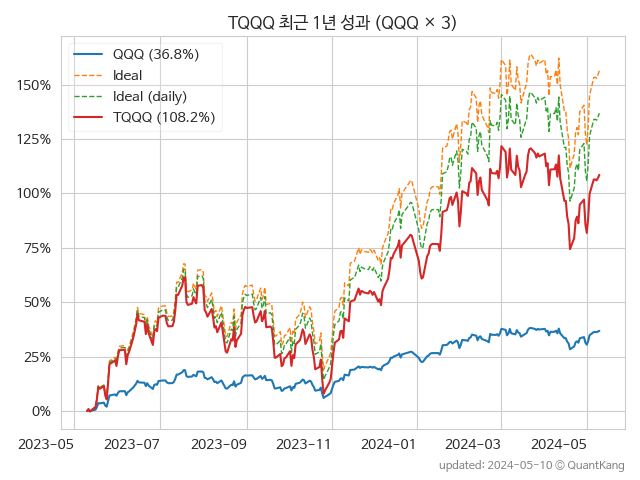 TQQQ 최근 1년 성과 (QQQ × 3)
QQQ (36.8%)
Ideal
Ideal (daily)
TQQQ (108.2%)
150%
125%
100%
75%
50%
25%
0%
2023-05 2023-07 2023-09 2023-11 2024-01 2024-03 2024-05
updated: 2024-05-10 © QuantKang